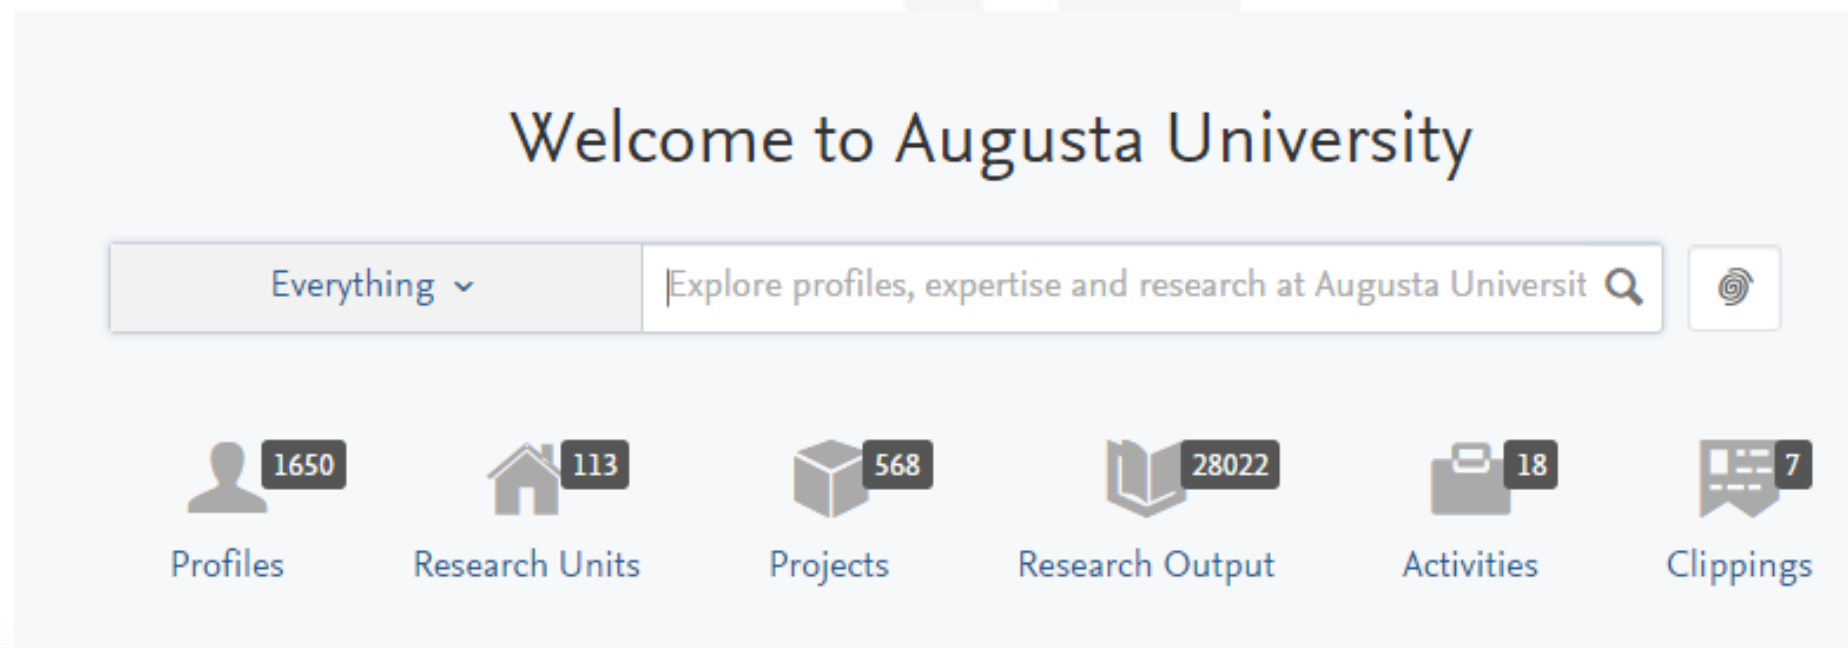 Welcome to Augusta University
Everything Explore profiles, expertise and research at Augusta Universit
1650 113 568 28022 18 7
Profiles Research Units Projects Research Output Activities Clippings